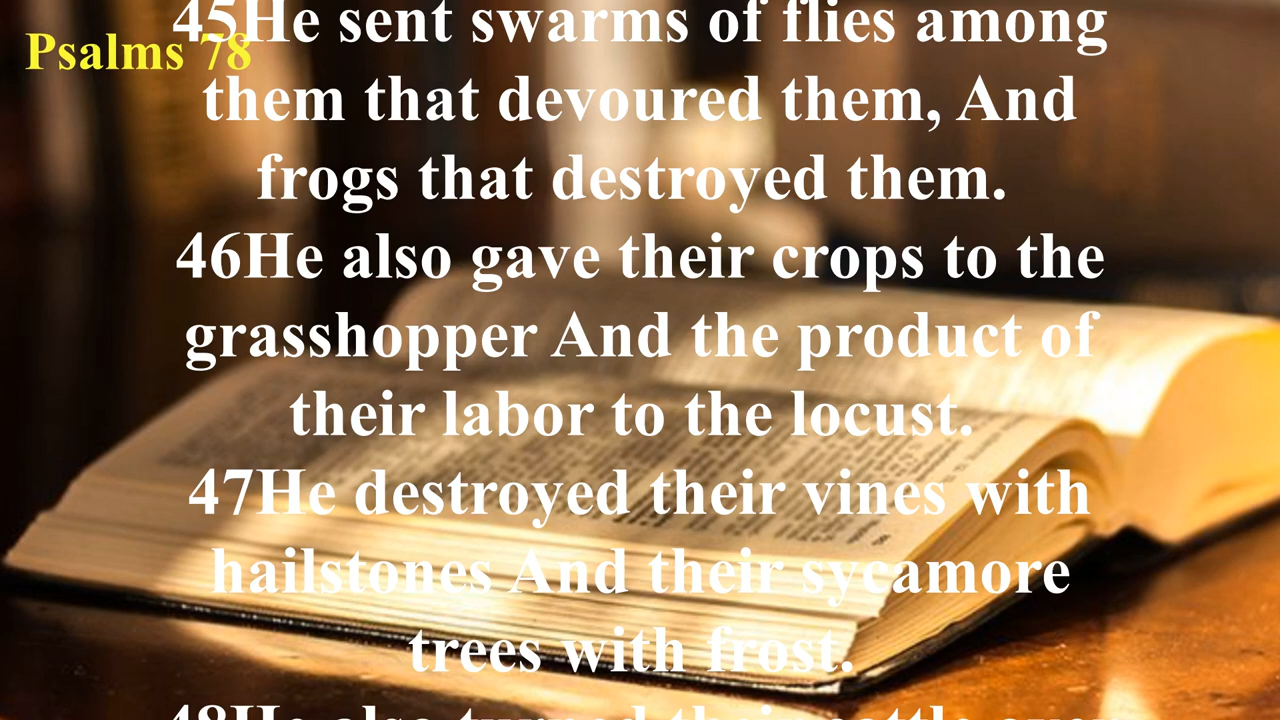 Psalms 78
45He sent swarms of flies among
them that devoured them, And
frogs that destroyed them.
46He also gave their crops to the
grasshopper And the product of
their labor to the locust.
47He destroyed their vines with
hailstones And their sycamore
trees with frost.
48He also turned their cattle over